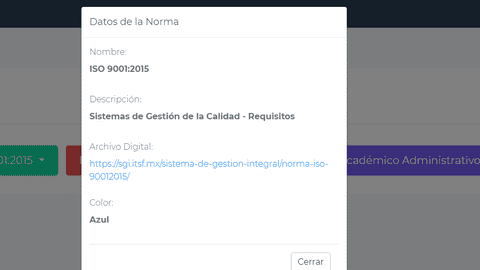 Datos de la Norma
Nombre:
ISO 9001:2015
Descripción:
Sistemas de Gestión de la Calidad - Requisitos
Archivo Digital:
https://sgi.itsf.mx/sistema-de-gestion-integral/norma-iso-
90012015/
Color:
Azul
Cerrar
01:2015
cadémico Administrativo